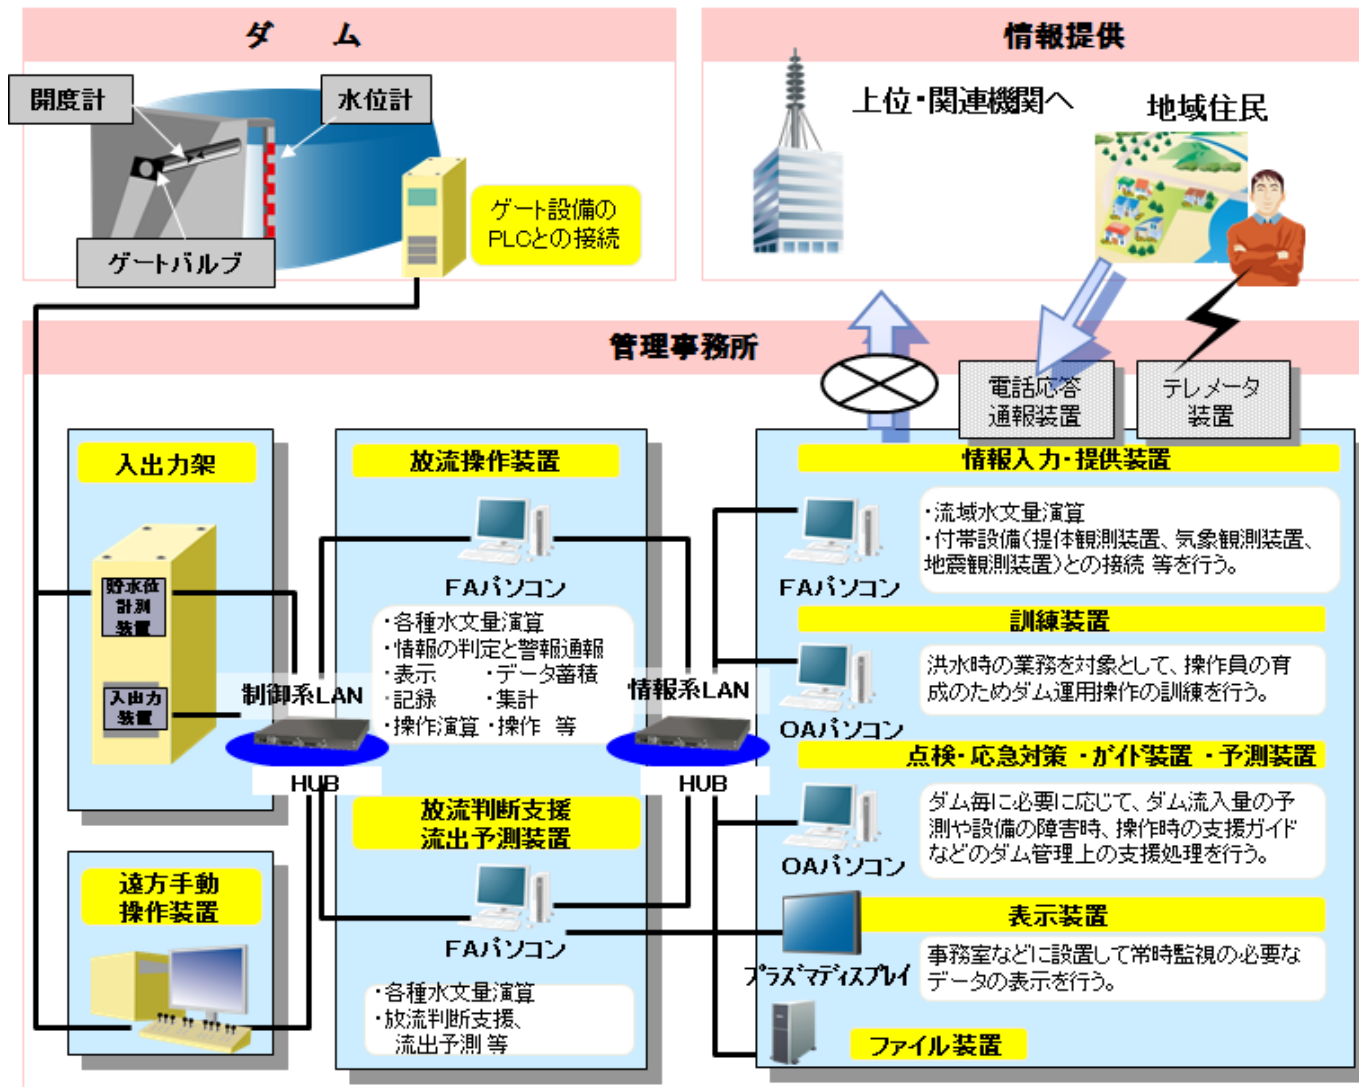 ダ ム
開度計
水位計
ゲートバルブ
ゲート設備の
PLCとの接続
情報提供
上位・関連機関へ
地域住民
管理事務所
電話応答
通報装置
テレメータ
装置
入出力架
貯水位
計測
装置
入出力
装置
制御系LAN
HUB
遠方手動
操作装置
放流操作装置
FAパソコン
・各種水文量演算
・情報の判定と警報通報
・表示 ・データ蓄積
・記録 ・集計
・操作演算 ・操作 等
情報系LAN
HUB
放流判断支援
流出予測装置
FAパソコン
・各種水文量演算
・放流判断支援、
流出予測 等
情報入力・提供装置
FAパソコン
・流域水文量演算
・付帯設備(提体観測装置、気象観測装置、
地震観測装置)との接続 等を行う。
訓練装置
OAパソコン
洪水時の業務を対象として、操作員の育
成のためダム運用操作の訓練を行う。
点検・応急対策 ・ガイド装置 ・予測装置
OAパソコン
ダム毎に必要に応じて、ダム流入量の予
測や設備の障害時、操作時の支援ガイド
などのダム管理上の支援処理を行う。
表示装置
プラズマディスプレイ
事務室などに設置して常時監視の必要な
データの表示を行う。
ファイル装置